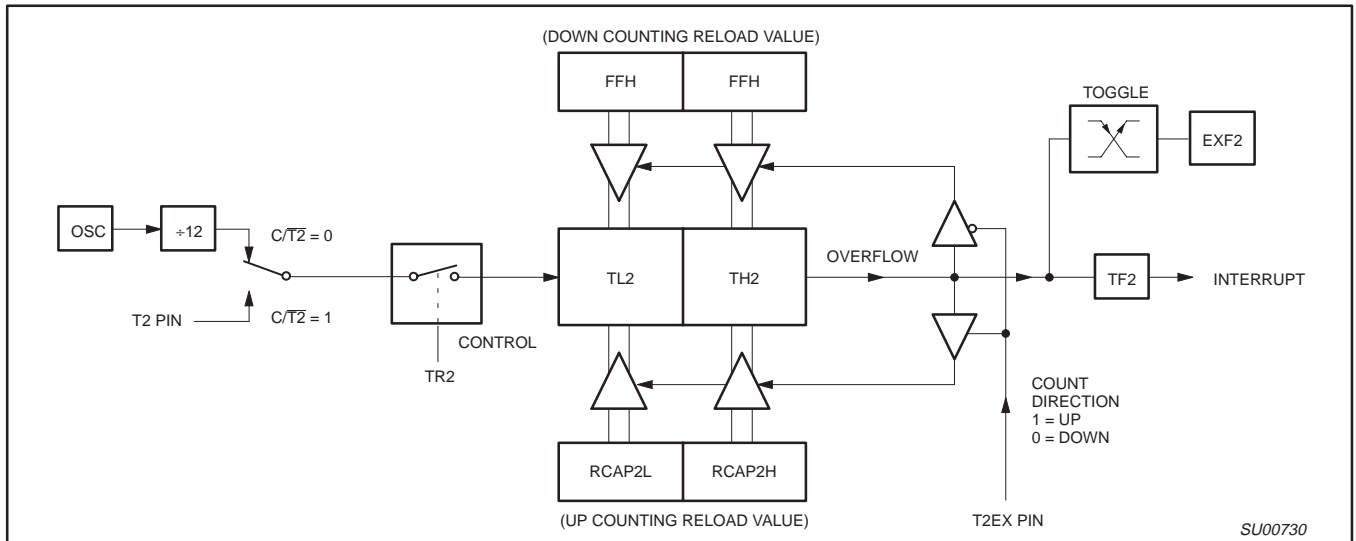 (DOWN COUNTING RELOAD VALUE)
FFH
FFH
TOGGLE
EXF2
OSC
÷12
C/T2̅ = 0
T2 PIN
C/T2̅ = 1
CONTROL
TR2
TL2
TH2
OVERFLOW
TF2
INTERRUPT
COUNT
DIRECTION
1 = UP
0 = DOWN
RCAP2L
RCAP2H
(UP COUNTING RELOAD VALUE)
T2EX PIN
SU00730